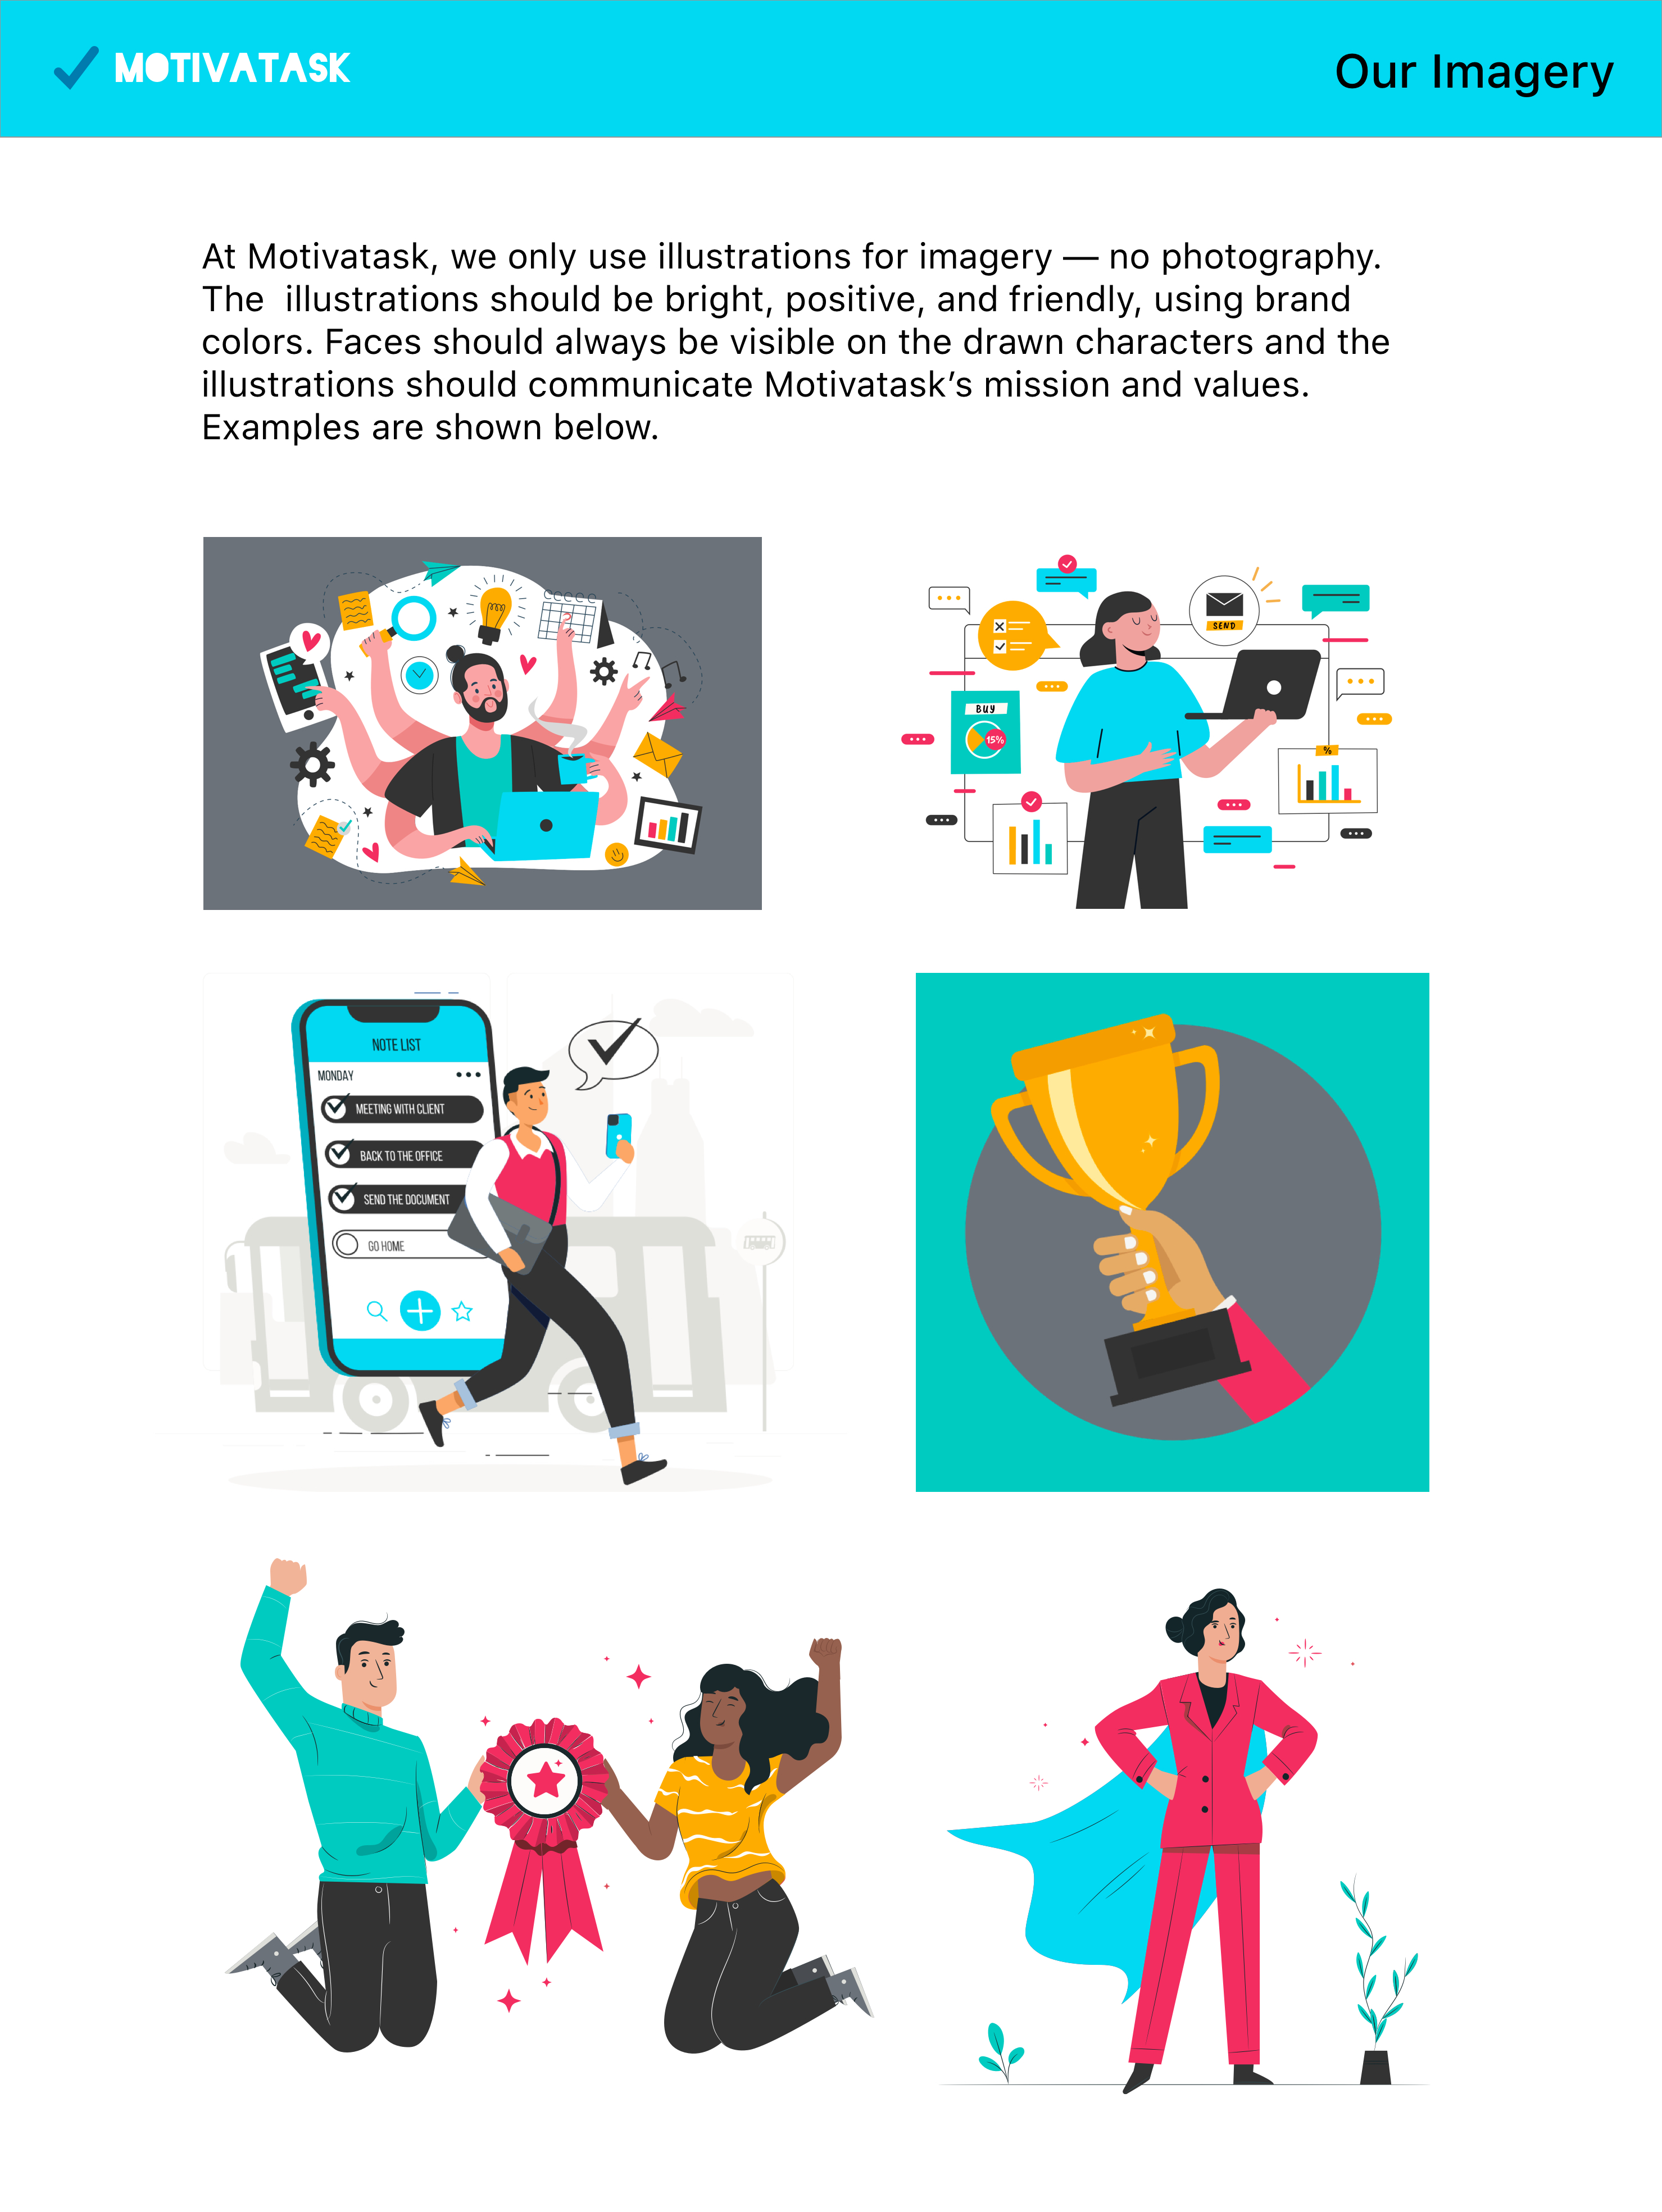 MOTIVATASK
Our Imagery
At Motivatask, we only use illustrations for imagery — no photography.
The  illustrations should be bright, positive, and friendly, using brand
colors. Faces should always be visible on the drawn characters and the
illustrations should communicate Motivatask’s mission and values.
Examples are shown below.
SEND
BUY
15%
%
NOTE LIST
MONDAY
MEETING WITH CLIENT
BACK TO THE OFFICE
SEND THE DOCUMENT
GO HOME